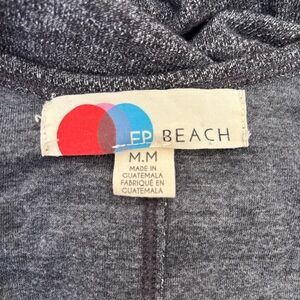 FP BEACH
M.M
MADE IN
GUATEMALA
FABRIQUÉ EN
GUATEMALA